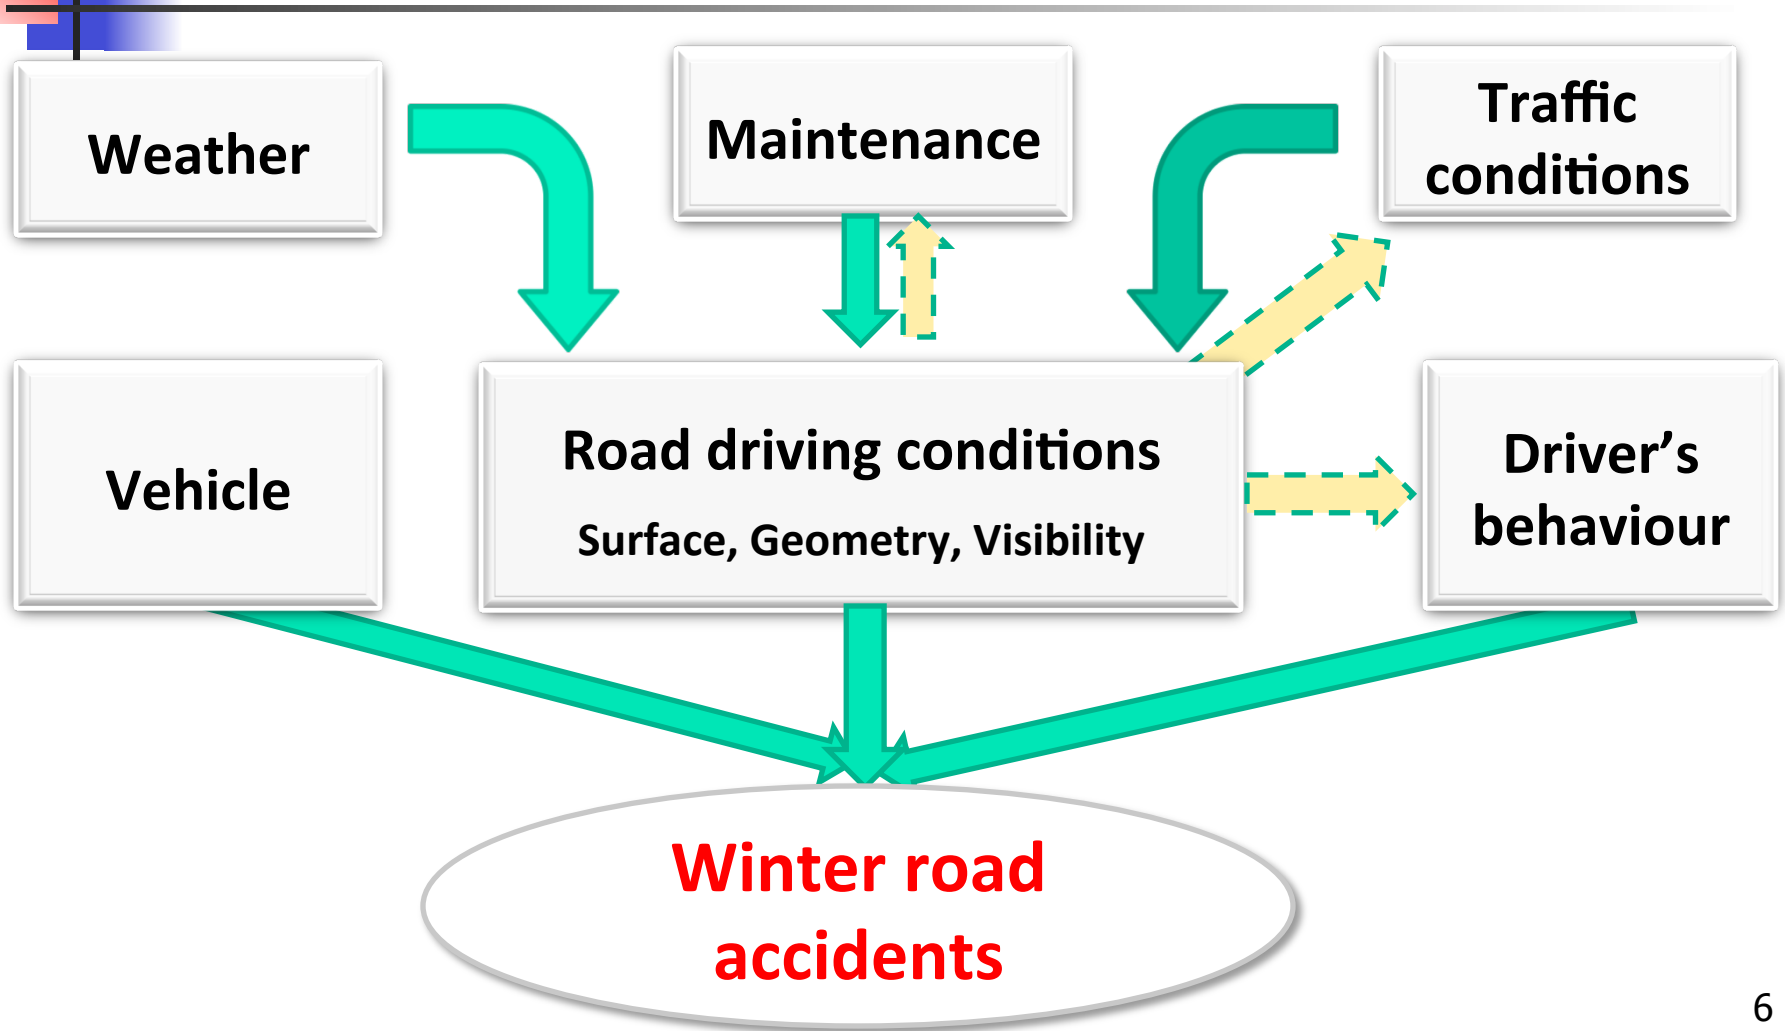 Weather
Maintenance
Traffic
conditions
Vehicle
Road driving conditions
Surface, Geometry, Visibility
Driver’s
behaviour
Winter road
accidents
6